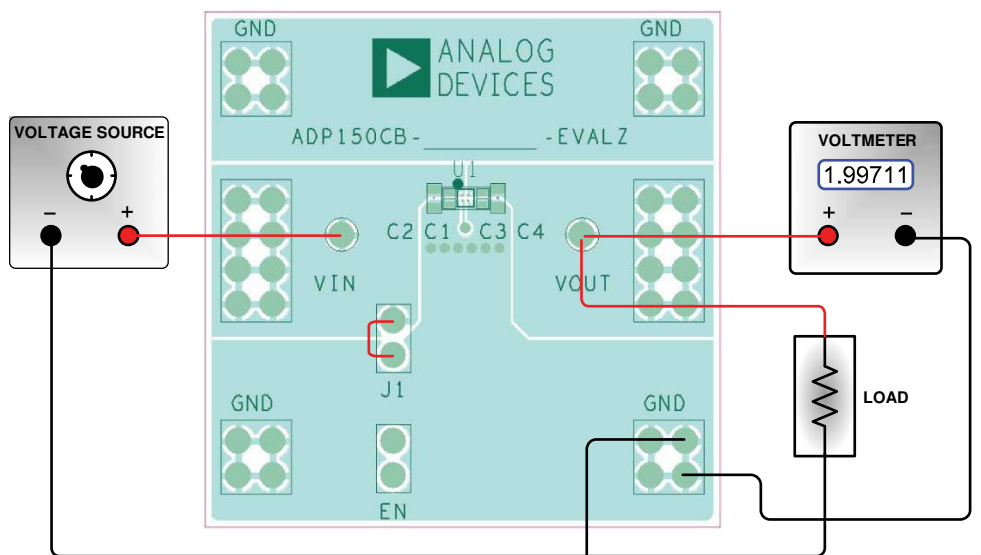 GND
GND
ANALOG
DEVICES
VOLTAGE SOURCE
VOLTMETER
ADP150CB-__________-EVALZ
1.99711
U1
−
+
+
−
C2 C1 C3 C4
VIN
VOUT
J1
LOAD
GND
GND
EN